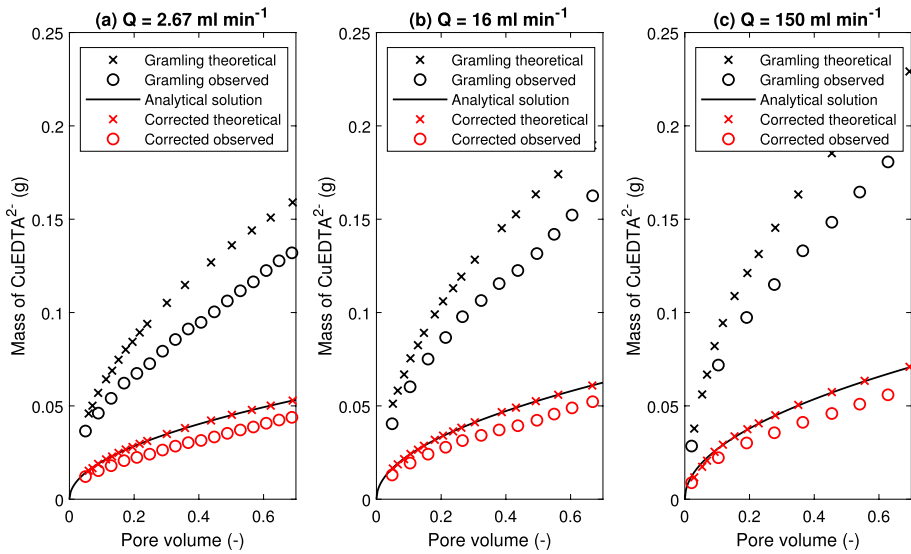 (a) Q = 2.67 ml min⁻¹
(b) Q = 16 ml min⁻¹
(c) Q = 150 ml min⁻¹
Mass of CuEDTA²⁻ (g)
0.25
0.2
0.15
0.1
0.05
0
Gramling theoretical
Gramling observed
Analytical solution
Corrected theoretical
Corrected observed
0 0.2 0.4 0.6
Pore volume (-)
Mass of CuEDTA²⁻ (g)
0.25
0.2
0.15
0.1
0.05
0
Gramling theoretical
Gramling observed
Analytical solution
Corrected theoretical
Corrected observed
0 0.2 0.4 0.6
Pore volume (-)
Mass of CuEDTA²⁻ (g)
0.25
0.2
0.15
0.1
0.05
0
Gramling theoretical
Gramling observed
Analytical solution
Corrected theoretical
Corrected observed
0 0.2 0.4 0.6
Pore volume (-)